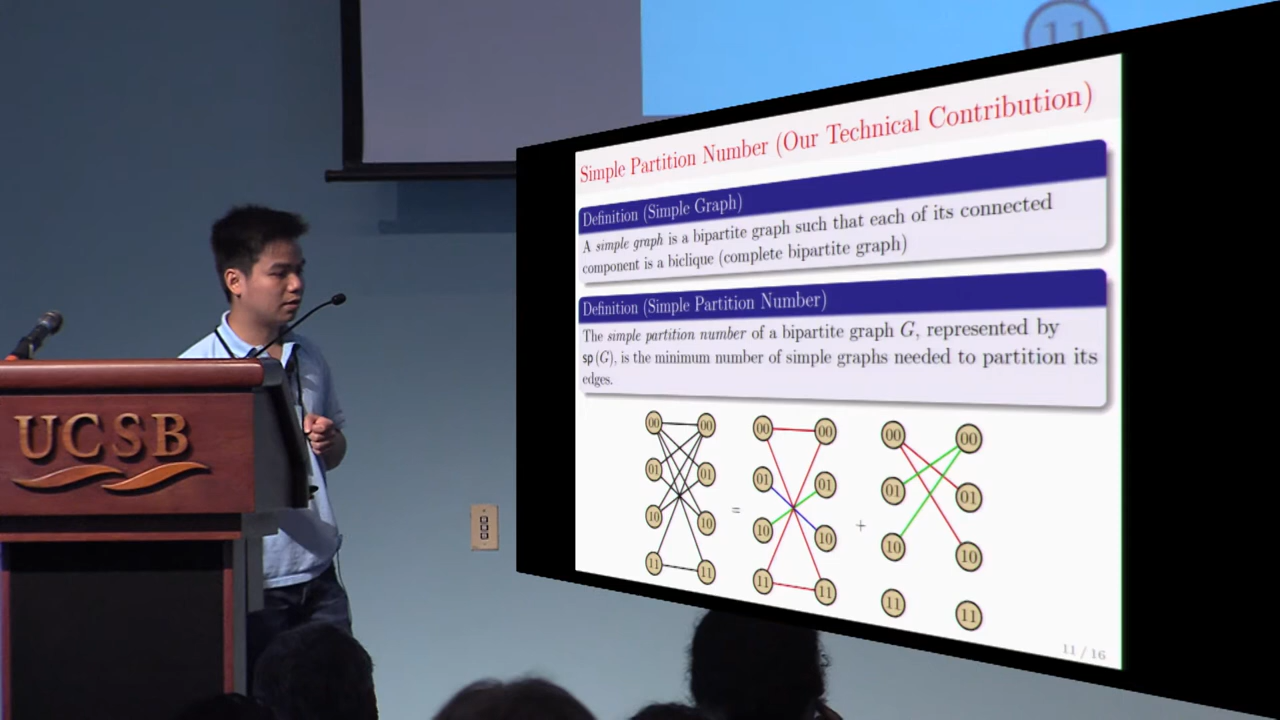 11
Simple Partition Number (Our Technical Contribution)
Definition (Simple Graph)
A simple graph is a bipartite graph such that each of its connected
component is a biclique (complete bipartite graph)
Definition (Simple Partition Number)
The simple partition number of a bipartite graph G, represented by
sp (G), is the minimum number of simple graphs needed to partition its
edges.
00 00 00 00 00 00
01 01 01 01 01 01
= +
10 10 10 10 10 10
11 11 11 11 11 11
11 / 16
UCSB